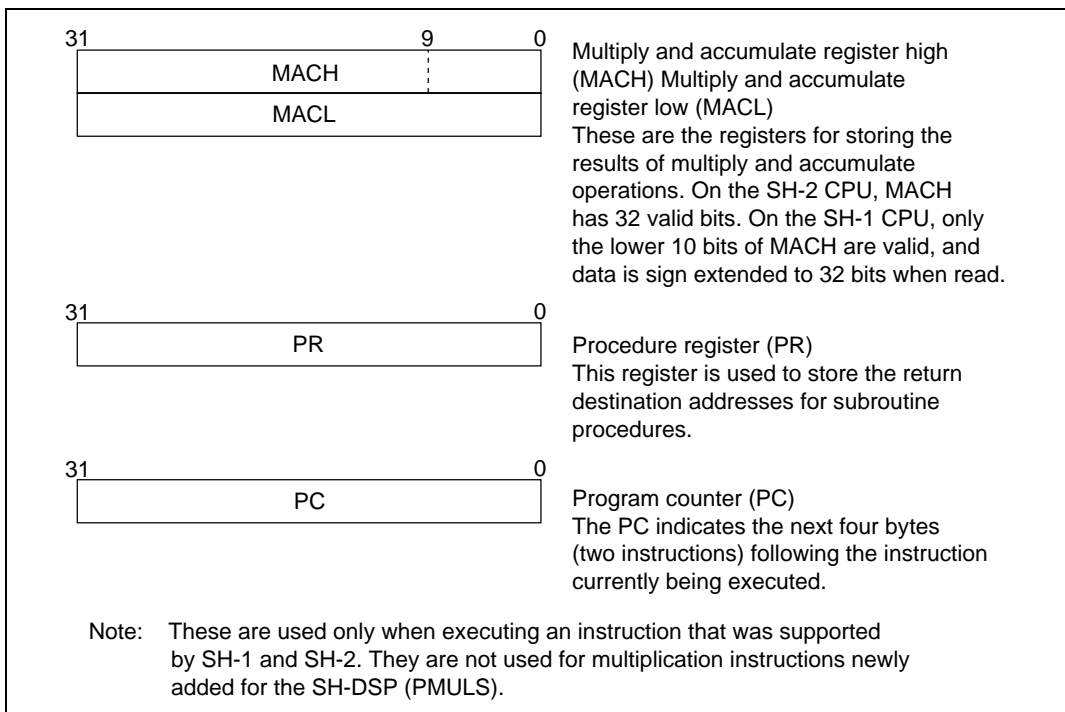 31 9 0
MACH
MACL
Multiply and accumulate register high
(MACH) Multiply and accumulate
register low (MACL)
These are the registers for storing the
results of multiply and accumulate
operations. On the SH-2 CPU, MACH
has 32 valid bits. On the SH-1 CPU, only
the lower 10 bits of MACH are valid, and
data is sign extended to 32 bits when read.
31 0
PR
Procedure register (PR)
This register is used to store the return
destination addresses for subroutine
procedures.
31 0
PC
Program counter (PC)
The PC indicates the next four bytes
(two instructions) following the instruction
currently being executed.
Note: These are used only when executing an instruction that was supported
by SH-1 and SH-2. They are not used for multiplication instructions newly
added for the SH-DSP (PMULS).